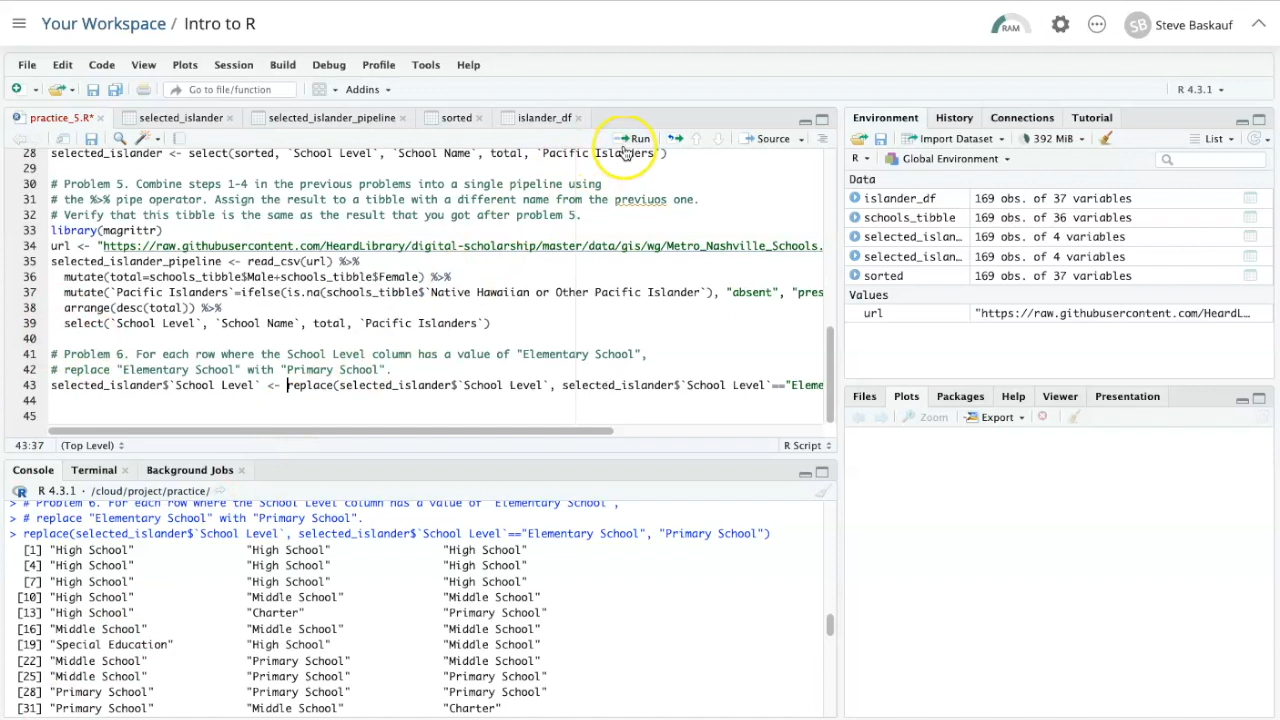 Your Workspace / Intro to R
RAM
SB
Steve Baskauf
File Edit Code View Plots Session Build Debug Profile Tools Help
Go to file/function
Addins
R 4.3.1
practice_5.R*
selected_islander
selected_islander_pipeline
sorted
islander_df
Run
Source
28 selected_islander <- select(sorted, `School Level`, `School Name`, total, `Pacific Islanders`)
29
30 # Problem 5. Combine steps 1-4 in the previous problems into a single pipeline using
31 # the %>% pipe operator. Assign the result to a tibble with a different name from the previuos one.
32 # Verify that this tibble is the same as the result that you got after problem 5.
33 library(magrittr)
34 url <- "https://raw.githubusercontent.com/HeardLibrary/digital-scholarship/master/data/gis/wg/Metro_Nashville_Schools.
35 selected_islander_pipeline <- read_csv(url) %>%
36 mutate(total=schools_tibble$Male+schools_tibble$Female) %>%
37 mutate(`Pacific Islanders`=ifelse(is.na(schools_tibble$`Native Hawaiian or Other Pacific Islander`), "absent", "pres
38 arrange(desc(total)) %>%
39 select(`School Level`, `School Name`, total, `Pacific Islanders`)
40
41 # Problem 6. For each row where the School Level column has a value of "Elementary School",
42 # replace "Elementary School" with "Primary School".
43 selected_islander$`School Level` <- replace(selected_islander$`School Level`, selected_islander$`School Level`=="Eleme
44
45
43:37 (Top Level) R Script
Console Terminal Background Jobs
R 4.3.1 · /cloud/project/practice/
> # Problem 6. For each row where the School Level column has a value of "Elementary School",
> # replace "Elementary School" with "Primary School".
> replace(selected_islander$`School Level`, selected_islander$`School Level`=="Elementary School", "Primary School")
[1] "High School" "High School" "High School"
[4] "High School" "High School" "High School"
[7] "High School" "High School" "High School"
[10] "High School" "Middle School" "Middle School"
[13] "High School" "Charter" "Primary School"
[16] "Middle School" "Middle School" "Middle School"
[19] "Special Education" "High School" "Middle School"
[22] "Middle School" "Primary School" "Middle School"
[25] "Middle School" "Primary School" "Primary School"
[28] "Primary School" "Primary School" "Primary School"
[31] "Primary School" "Middle School" "Charter"
Environment History Connections Tutorial
Import Dataset 392 MiB List
R Global Environment
Data
islander_df 169 obs. of 37 variables
schools_tibble 169 obs. of 36 variables
selected_islan… 169 obs. of 4 variables
selected_islan… 169 obs. of 4 variables
sorted 169 obs. of 37 variables
Values
url "https://raw.githubusercontent.com/HeardL…
Files Plots Packages Help Viewer Presentation
Zoom Export